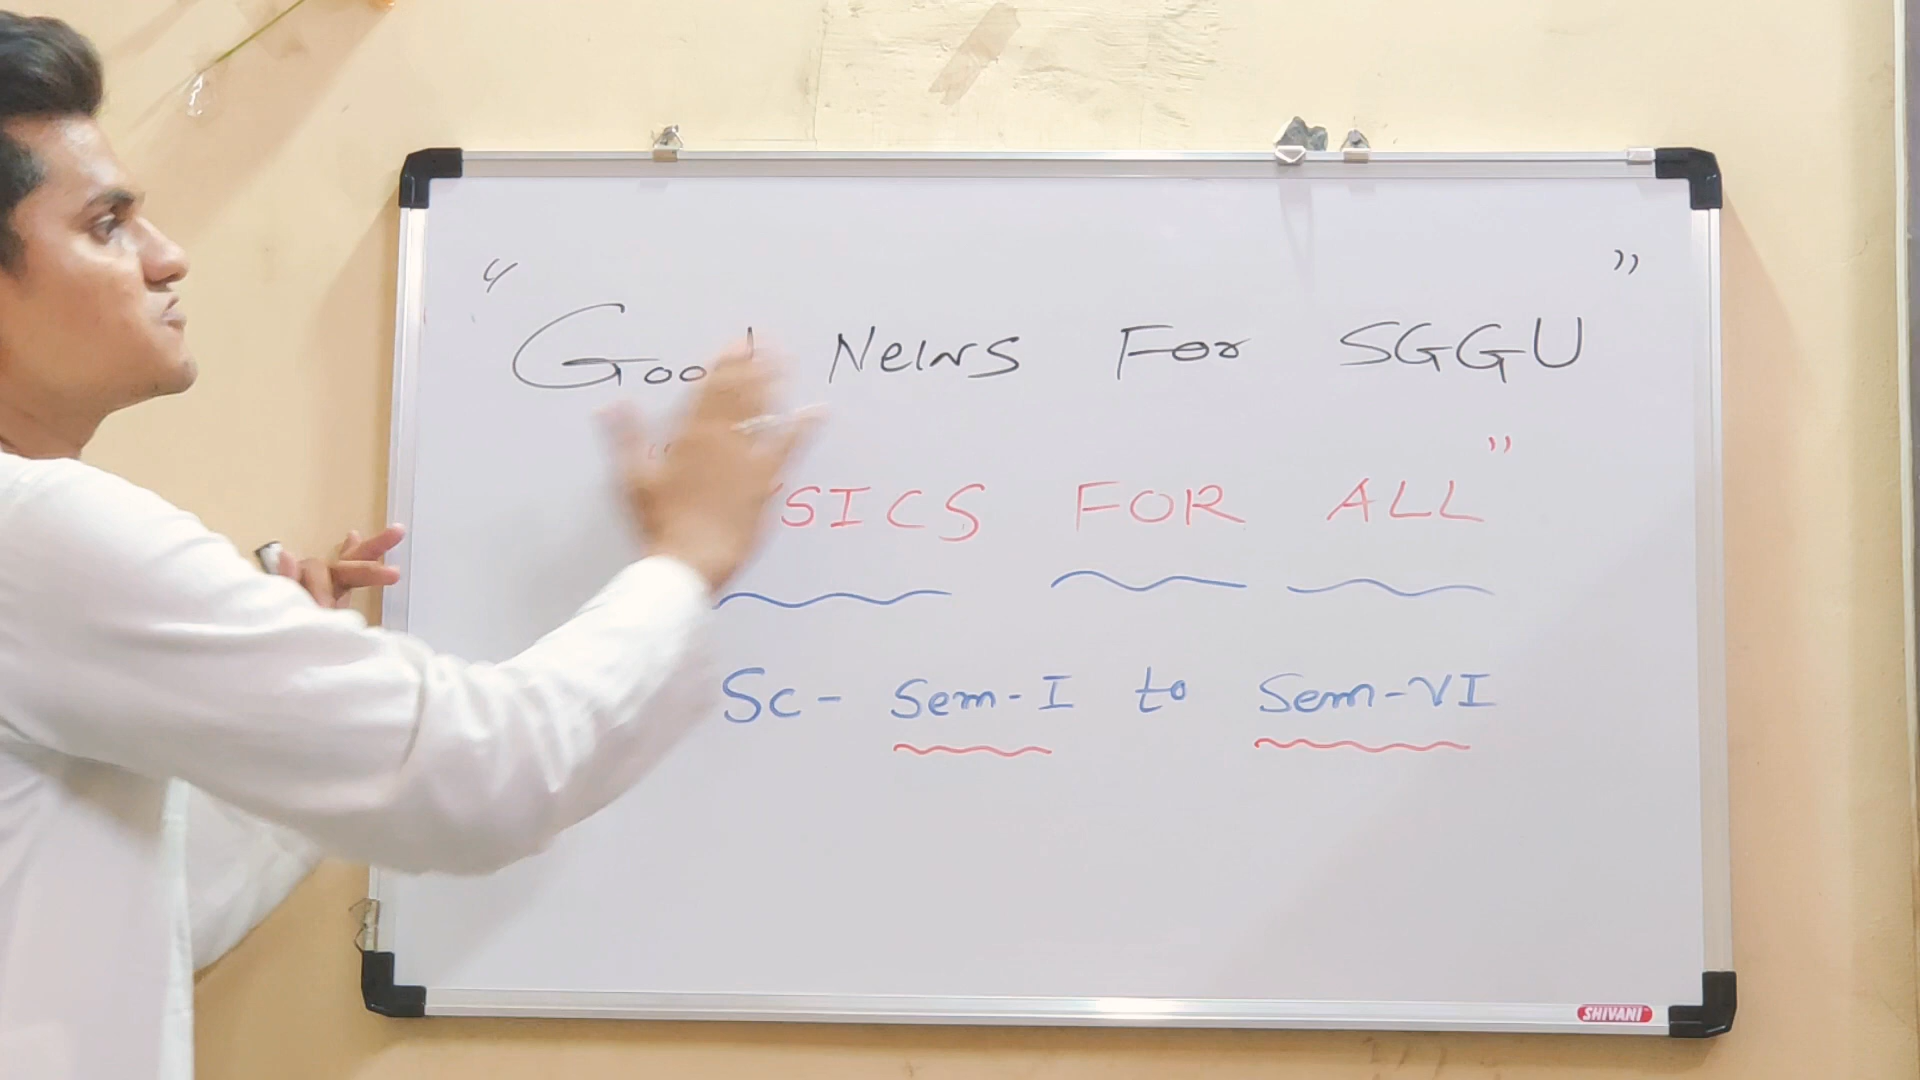 " Good News For SGGU "
" SICS FOR ALL "
Sc - Sem-I to Sem-VI
SHIVANI